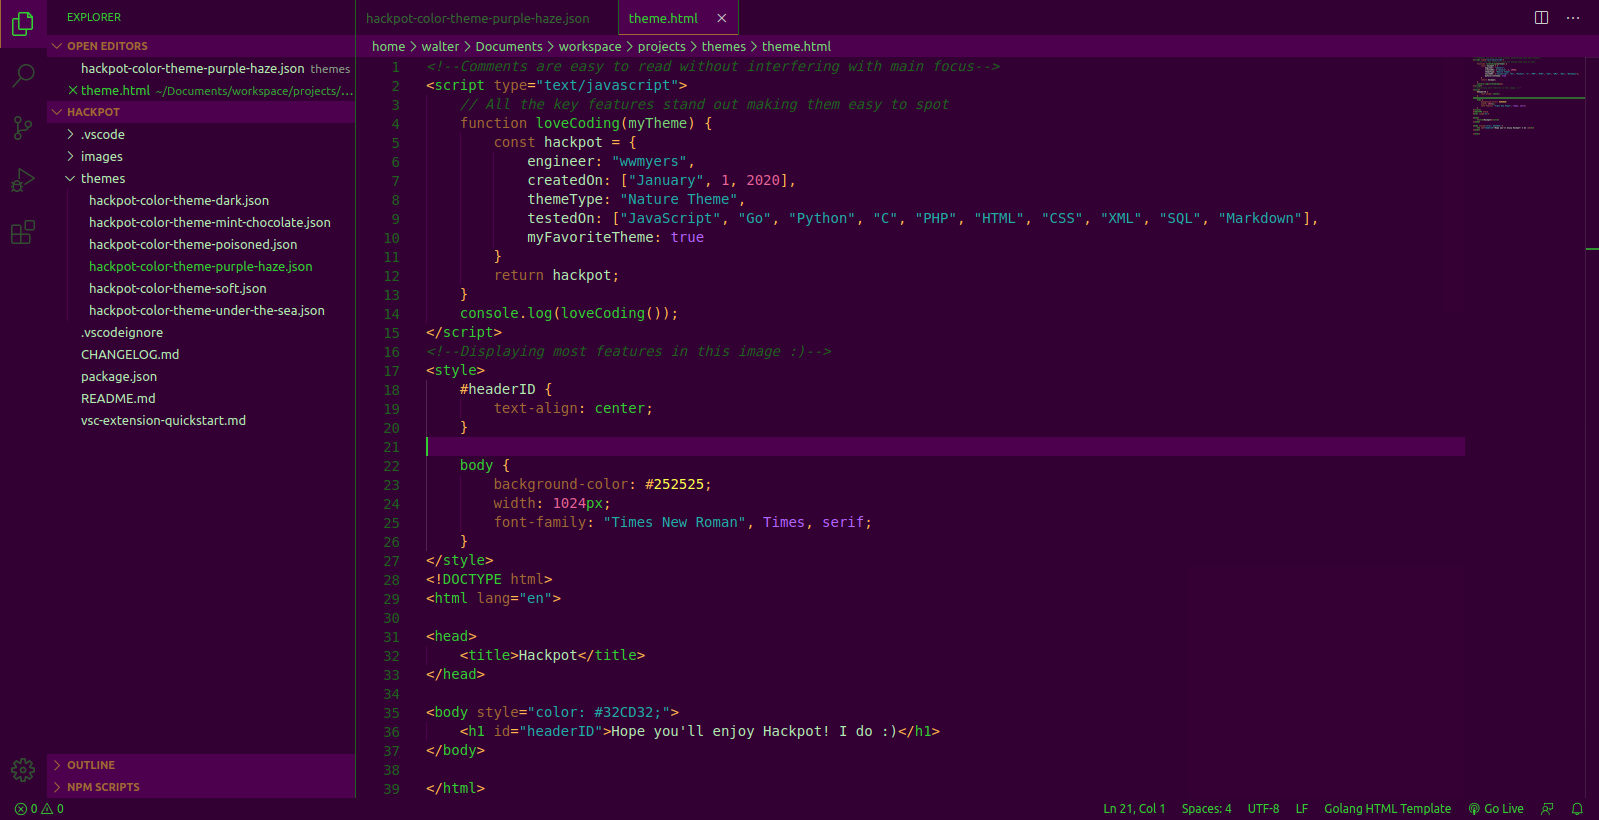 EXPLORER
OPEN EDITORS
hackpot-color-theme-purple-haze.json themes
theme.html ~/Documents/workspace/projects/...
HACKPOT
.vscode
images
themes
hackpot-color-theme-dark.json
hackpot-color-theme-mint-chocolate.json
hackpot-color-theme-poisoned.json
hackpot-color-theme-purple-haze.json
hackpot-color-theme-soft.json
hackpot-color-theme-under-the-sea.json
.vscodeignore
CHANGELOG.md
package.json
README.md
vsc-extension-quickstart.md
OUTLINE
NPM SCRIPTS
hackpot-color-theme-purple-haze.json theme.html
home > walter > Documents > workspace > projects > themes > theme.html
1 <!--Comments are easy to read without interfering with main focus-->
2 <script type="text/javascript">
3     // All the key features stand out making them easy to spot
4     function loveCoding(myTheme) {
5         const hackpot = {
6             engineer: "wwmyers",
7             createdOn: ["January", 1, 2020],
8             themeType: "Nature Theme",
9             testedOn: ["JavaScript", "Go", "Python", "C", "PHP", "HTML", "CSS", "XML", "SQL", "Markdown"],
10             myFavoriteTheme: true
11         }
12         return hackpot;
13     }
14     console.log(loveCoding());
15 </script>
16 <!--Displaying most features in this image :)-->
17 <style>
18     #headerID {
19         text-align: center;
20     }
21
22     body {
23         background-color: #252525;
24         width: 1024px;
25         font-family: "Times New Roman", Times, serif;
26     }
27 </style>
28 <!DOCTYPE html>
29 <html lang="en">
30
31 <head>
32     <title>Hackpot</title>
33 </head>
34
35 <body style="color: #32CD32;">
36     <h1 id="headerID">Hope you'll enjoy Hackpot! I do :)</h1>
37 </body>
38
39 </html>
0 0 Ln 21, Col 1 Spaces: 4 UTF-8 LF Golang HTML Template Go Live